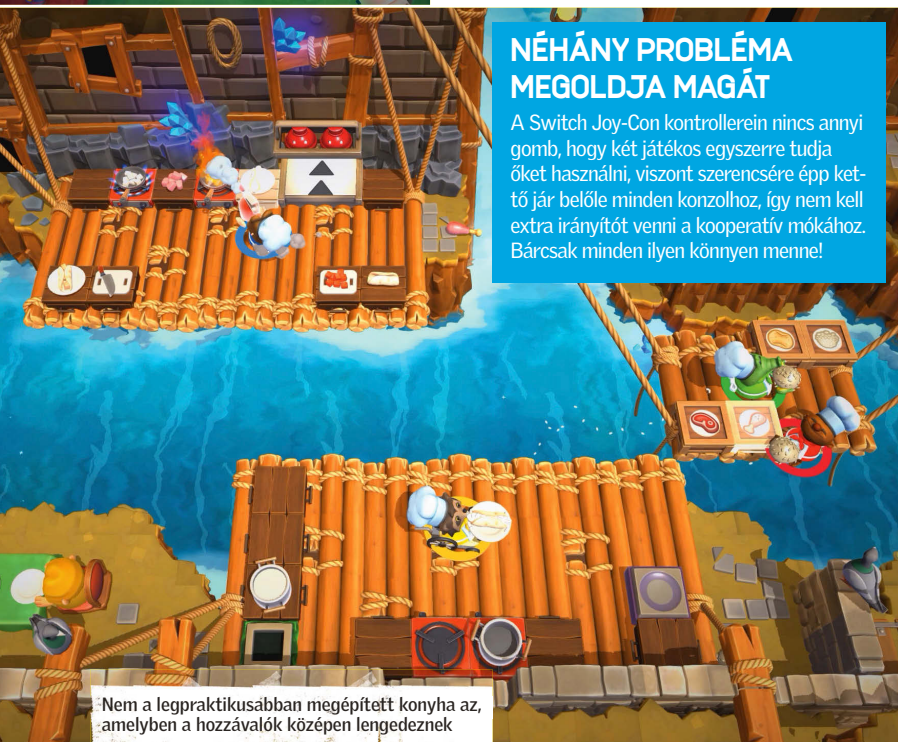 NÉHÁNY PROBLÉMA
MEGOLDJA MAGÁT
A Switch Joy-Con kontrollerein nincs annyi
gomb, hogy két játékos egyszerre tudja
őket használni, viszont szerencsére épp ket-
tő jár belőle minden konzolhoz, így nem kell
extra irányítót venni a kooperatív mókához.
Bárcsak minden ilyen könnyen menne!
Nem a legpraktikusabban megépített konyha az,
amelyben a hozzávalók középen lengedeznek